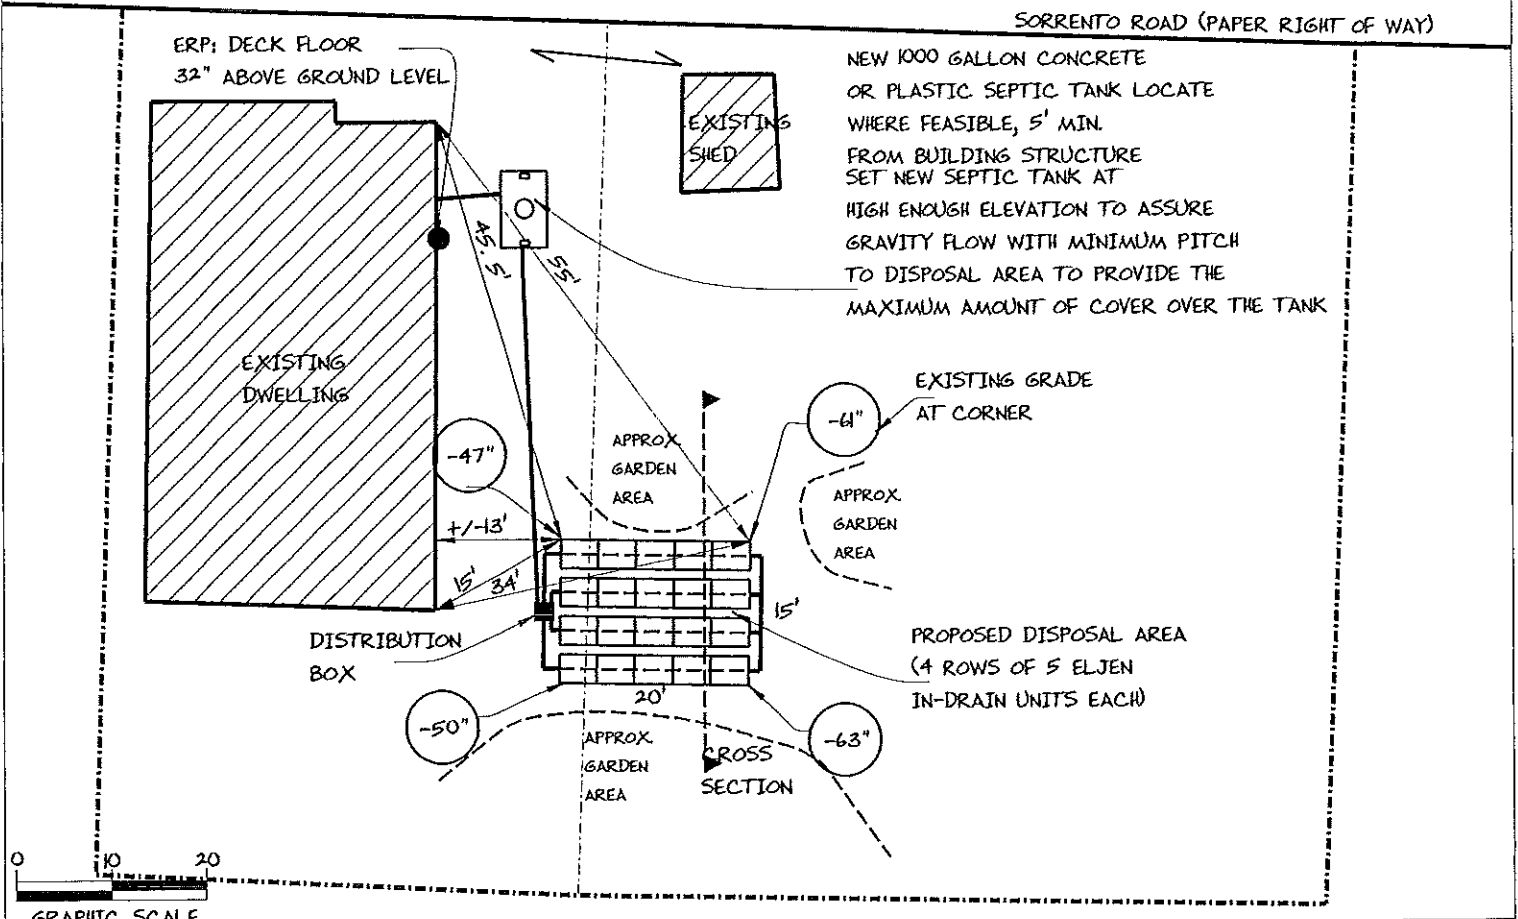 SORRENTO ROAD (PAPER RIGHT OF WAY)
ERP: DECK FLOOR
32" ABOVE GROUND LEVEL
NEW 1000 GALLON CONCRETE
OR PLASTIC SEPTIC TANK LOCATE
WHERE FEASIBLE, 5' MIN.
FROM BUILDING STRUCTURE
SET NEW SEPTIC TANK AT
HIGH ENOUGH ELEVATION TO ASSURE
GRAVITY FLOW WITH MINIMUM PITCH
TO DISPOSAL AREA TO PROVIDE THE
MAXIMUM AMOUNT OF COVER OVER THE TANK
EXISTING
SHED
45.5'
55'
EXISTING
DWELLING
EXISTING GRADE
AT CORNER
-61"
-47"
APPROX.
GARDEN
AREA
APPROX.
GARDEN
AREA
+/-13'
15'
34'
15'
DISTRIBUTION
BOX
PROPOSED DISPOSAL AREA
(4 ROWS OF 5 ELJEN
IN-DRAIN UNITS EACH)
20'
-50"
-63"
APPROX.
GARDEN
AREA
CROSS
SECTION
0 10 20
GRAPHIC SCALE